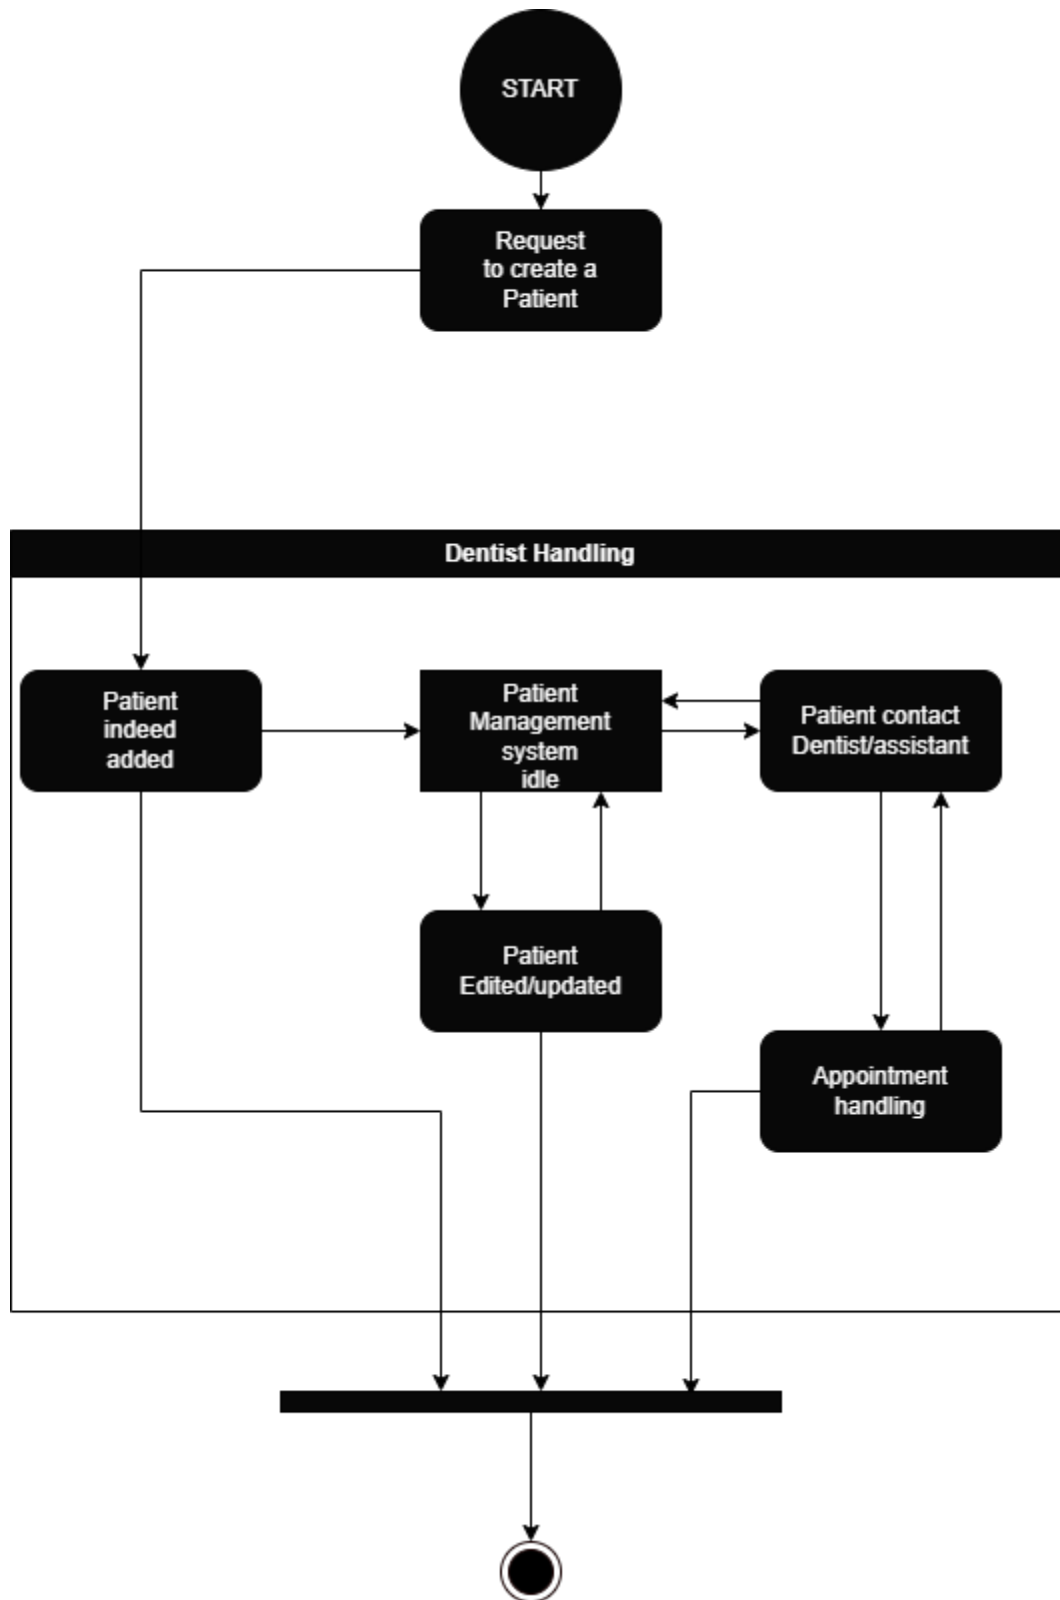 START
Request
to create a
Patient
Dentist Handling
Patient
indeed
added
Patient
Management
system
idle
Patient contact
Dentist/assistant
Patient
Edited/updated
Appointment
handling